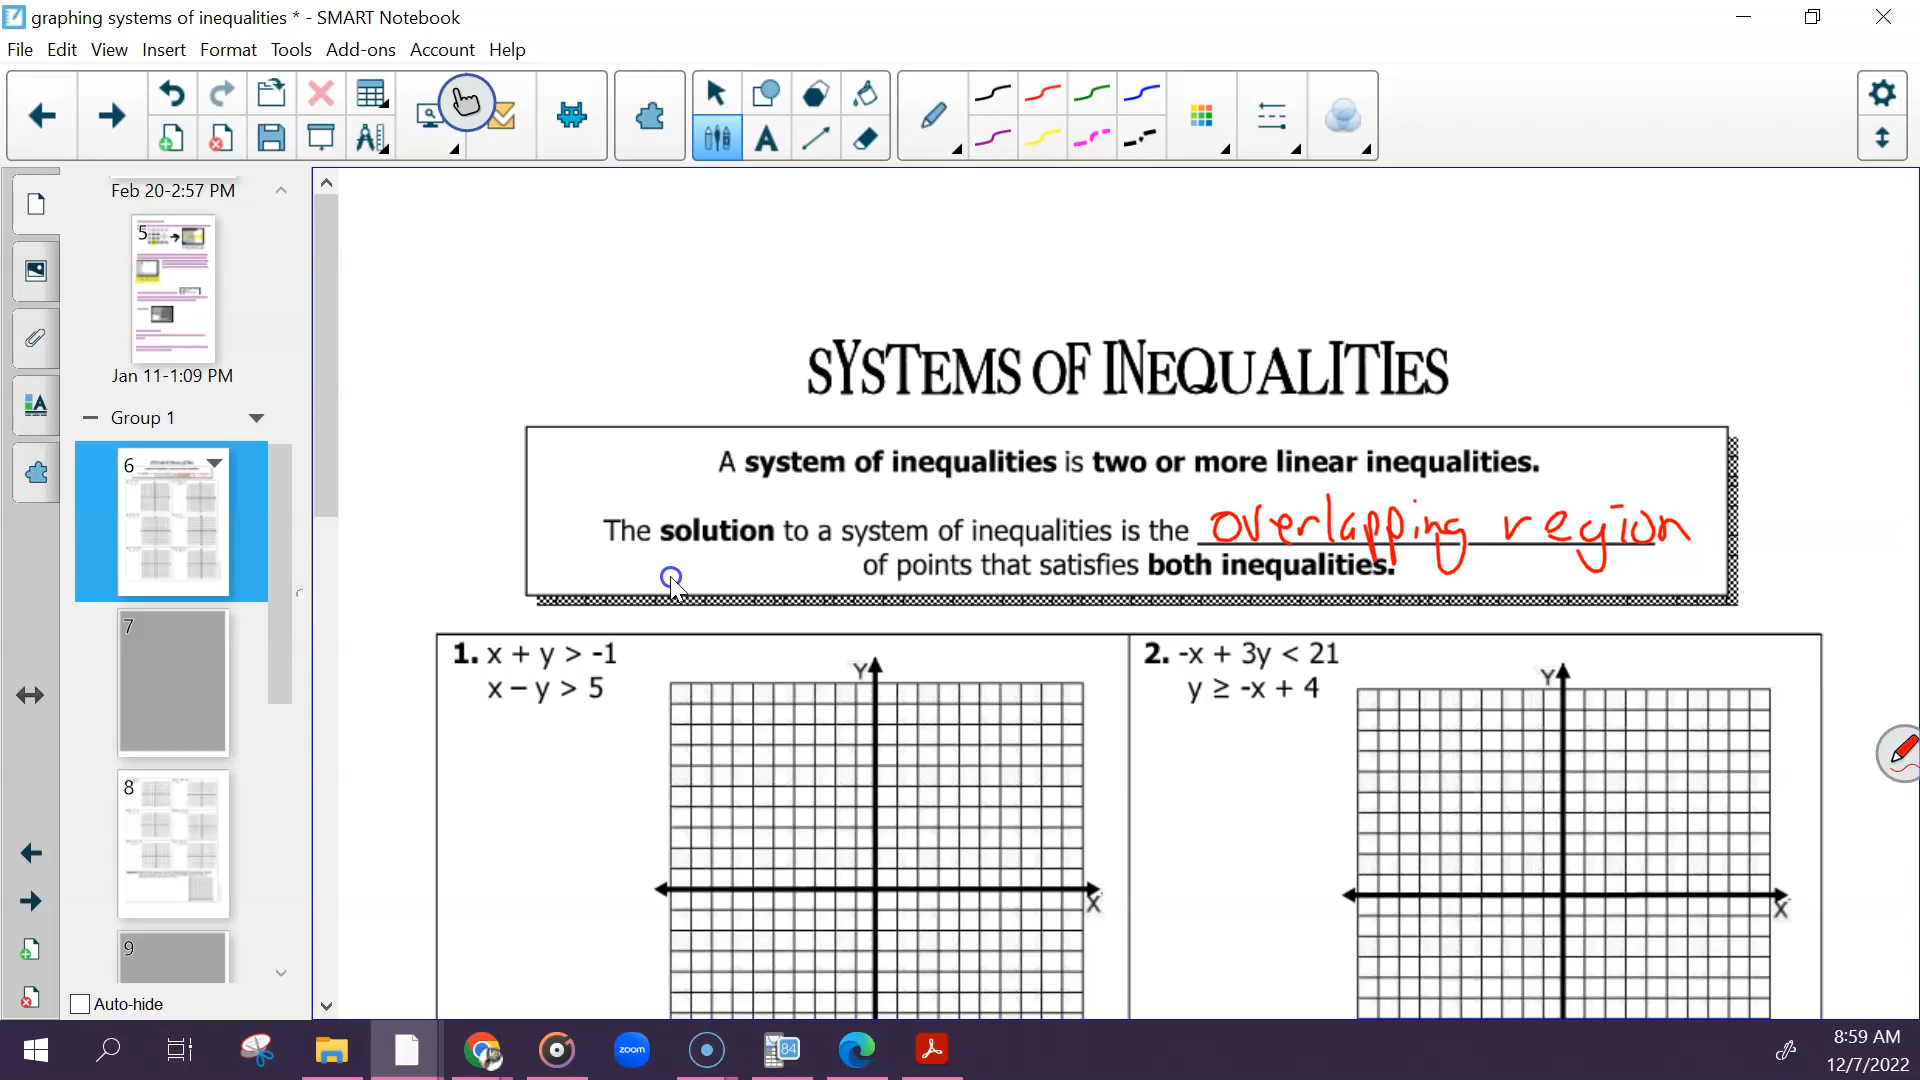 graphing systems of inequalities * - SMART Notebook
File Edit View Insert Format Tools Add-ons Account Help
Feb 20-2:57 PM
5
Jan 11-1:09 PM
Group 1
6
7
8
9
Auto-hide
SYSTEMS OF INEQUALITIES
A system of inequalities is two or more linear inequalities.
The solution to a system of inequalities is the overlapping region
of points that satisfies both inequalities.
1. x + y > -1
x – y > 5
Y
X
2. -x + 3y < 21
y ≥ -x + 4
Y
X
zoom
84
8:59 AM
12/7/2022